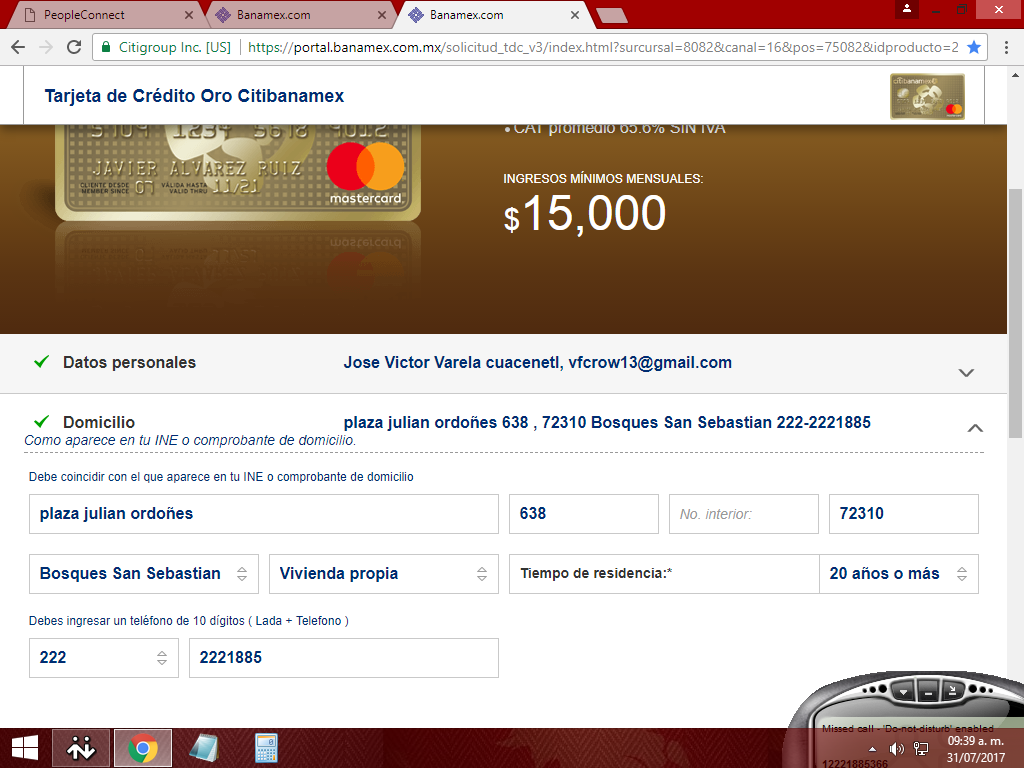 PeopleConnect
Banamex.com
Banamex.com
Citigroup Inc. [US]
https://portal.banamex.com.mx/solicitud_tdc_v3/index.html?surcursal=8082&canal=16&pos=75082&idproducto=2
Tarjeta de Crédito Oro Citibanamex
citibanamex
CAT promedio 65.6% SIN IVA
5109 1234 5678 9012
JAVIER ALVAREZ RUIZ
CLIENTE DESDE
MEMBER SINCE
07
VÁLIDA HASTA
VALID THRU
11/21
mastercard
INGRESOS MÍNIMOS MENSUALES:
$15,000
Datos personales
Jose Victor Varela cuacenetl, vfcrow13@gmail.com
Domicilio
plaza julian ordoñes 638 , 72310 Bosques San Sebastian 222-2221885
Como aparece en tu INE o comprobante de domicilio.
Debe coincidir con el que aparece en tu INE o comprobante de domicilio
plaza julian ordoñes
638
No. interior:
72310
Bosques San Sebastian
Vivienda propia
Tiempo de residencia:*
20 años o más
Debes ingresar un teléfono de 10 dígitos ( Lada + Telefono )
222
2221885
Missed call - 'Do-not-disturb' enabled
12221885366
09:39 a. m.
31/07/2017